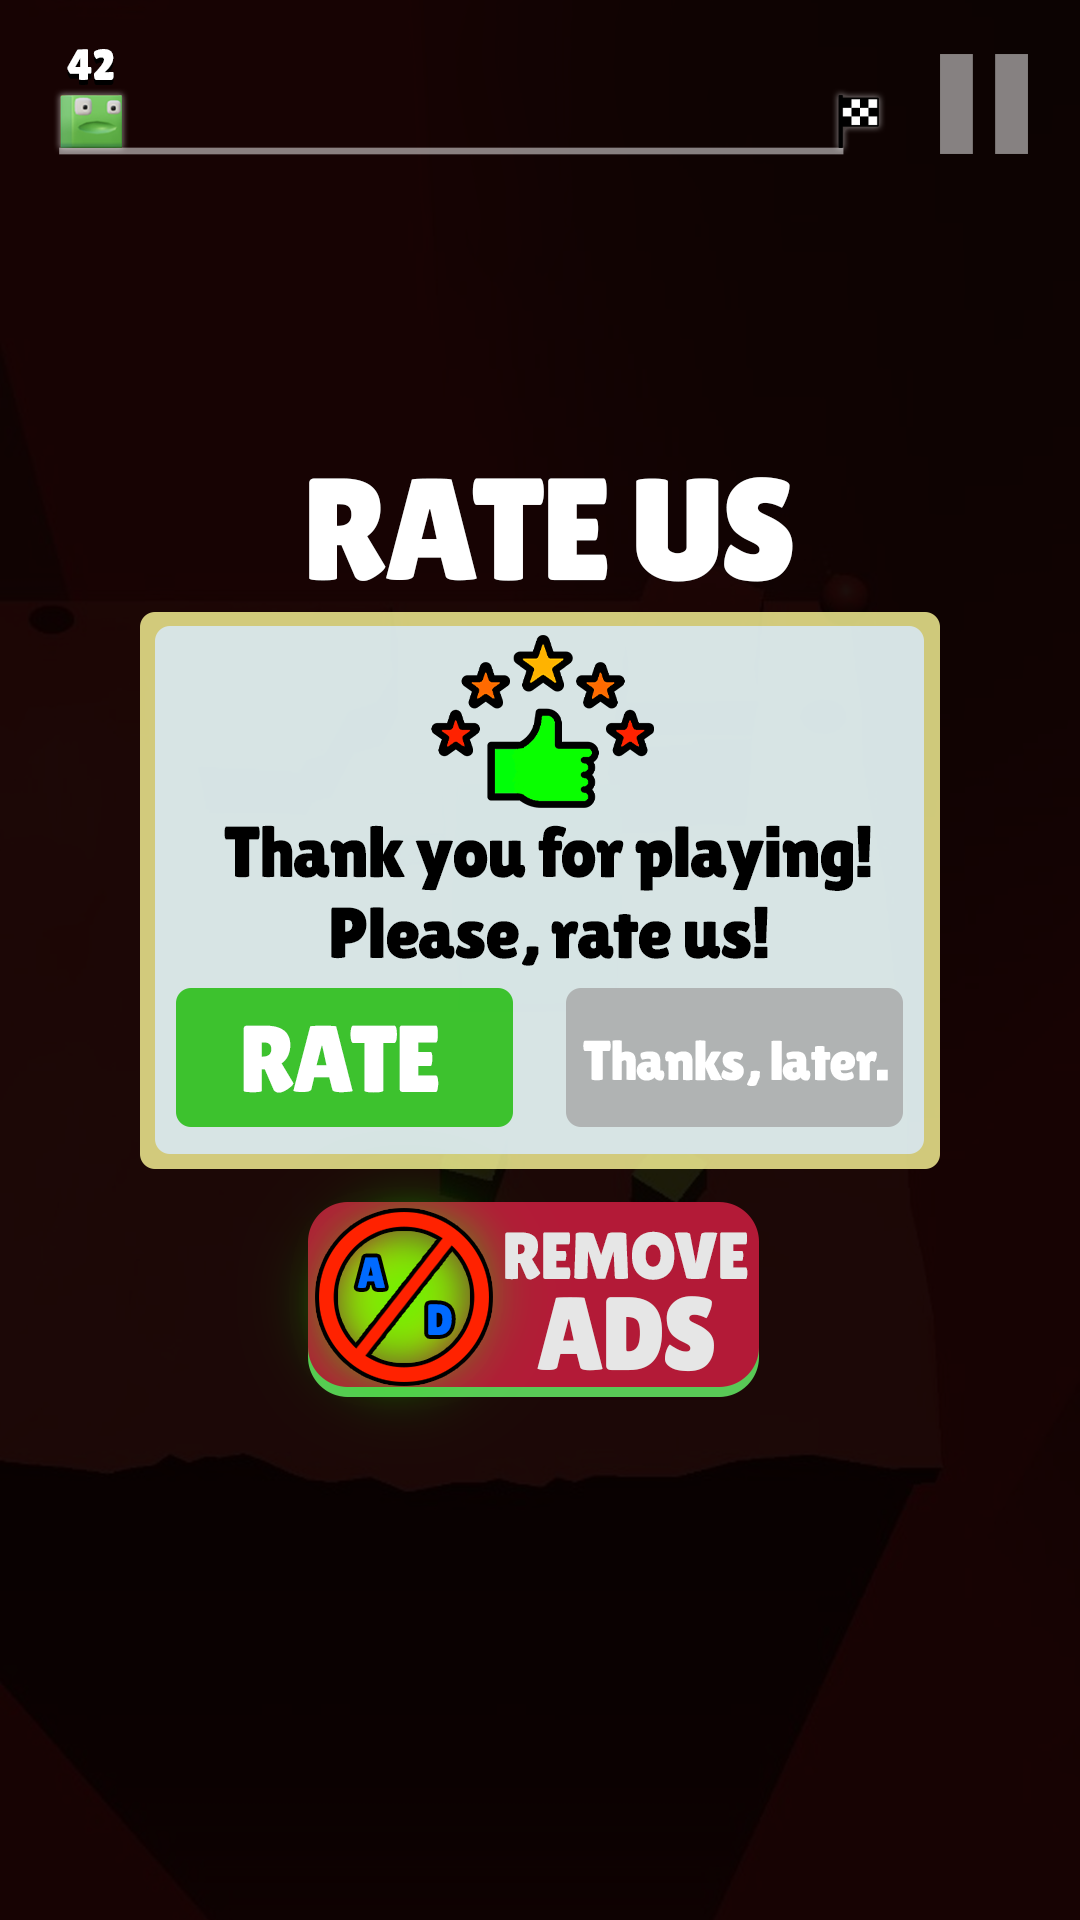 42
RATE US
Thank you for playing!
Please, rate us!
RATE
Thanks, later.
A
D
REMOVE
ADS